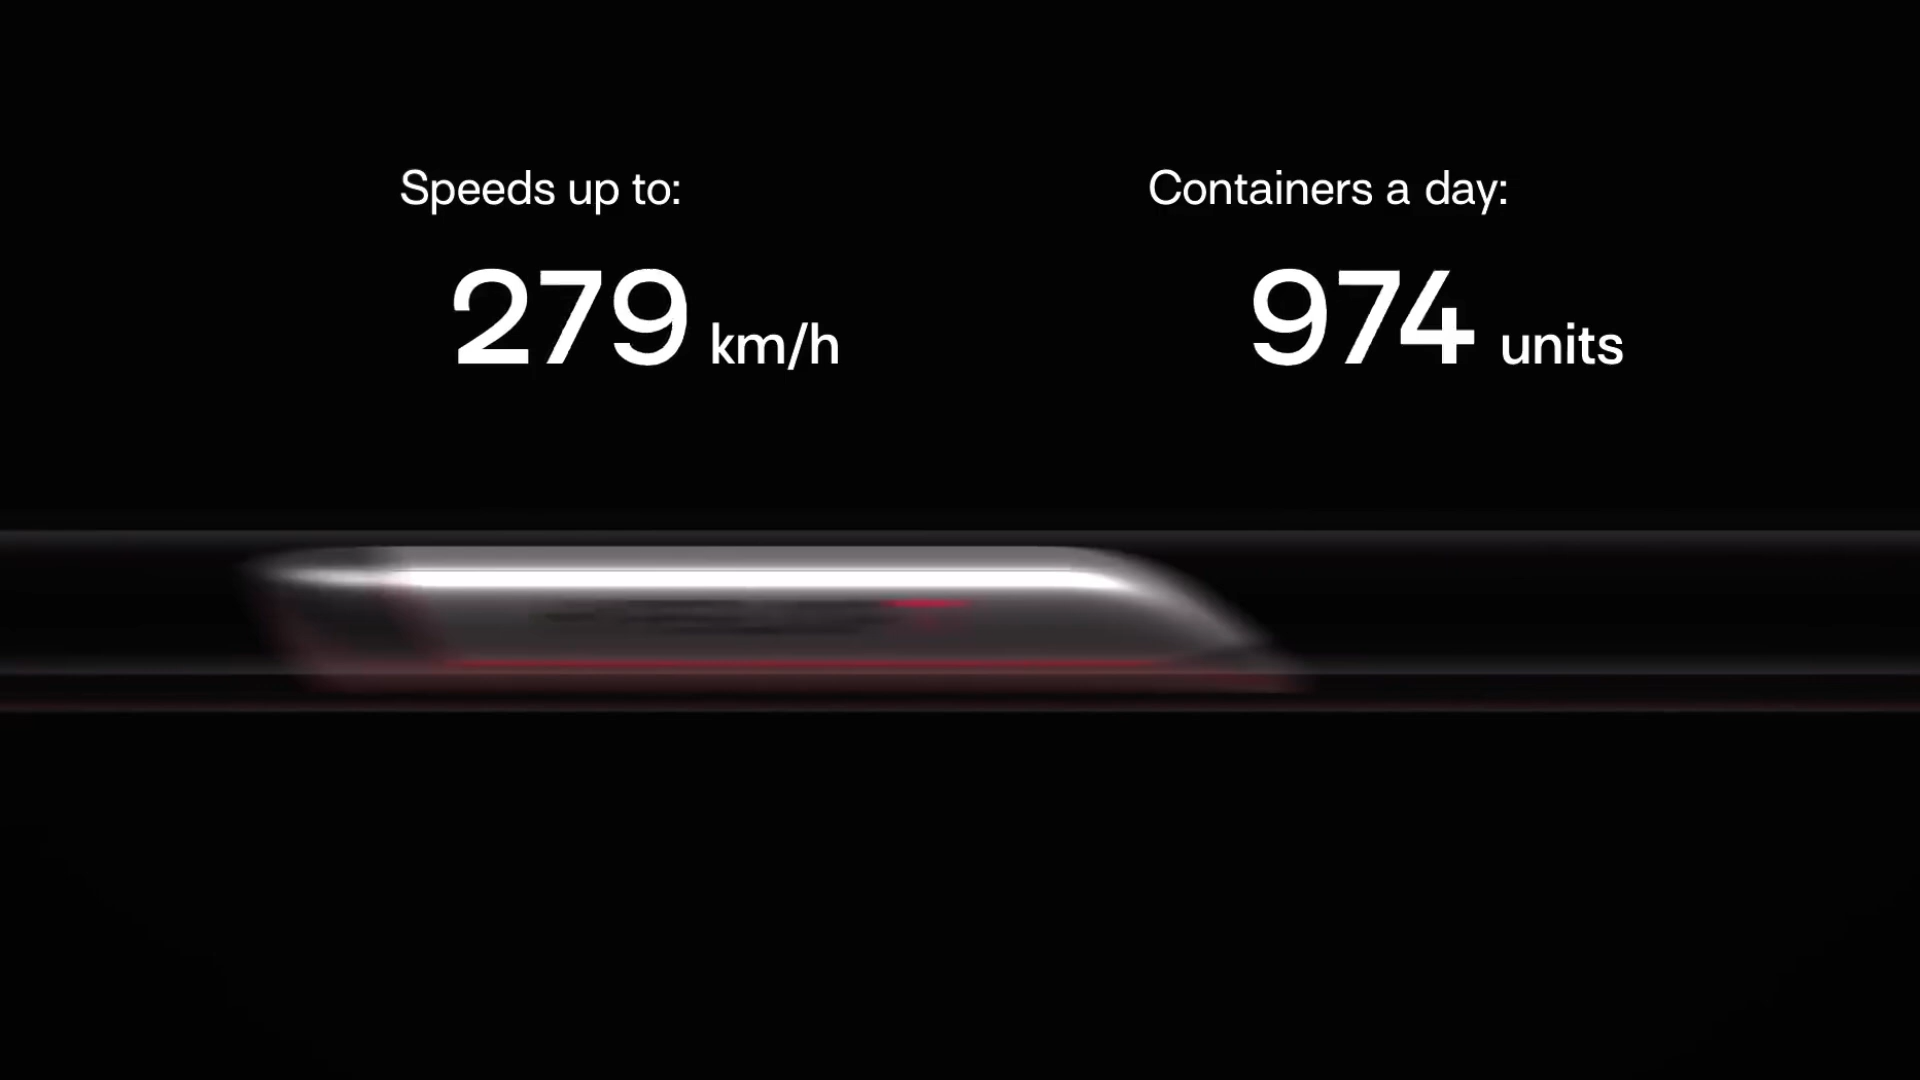 Speeds up to:
279 km/h
Containers a day:
974 units